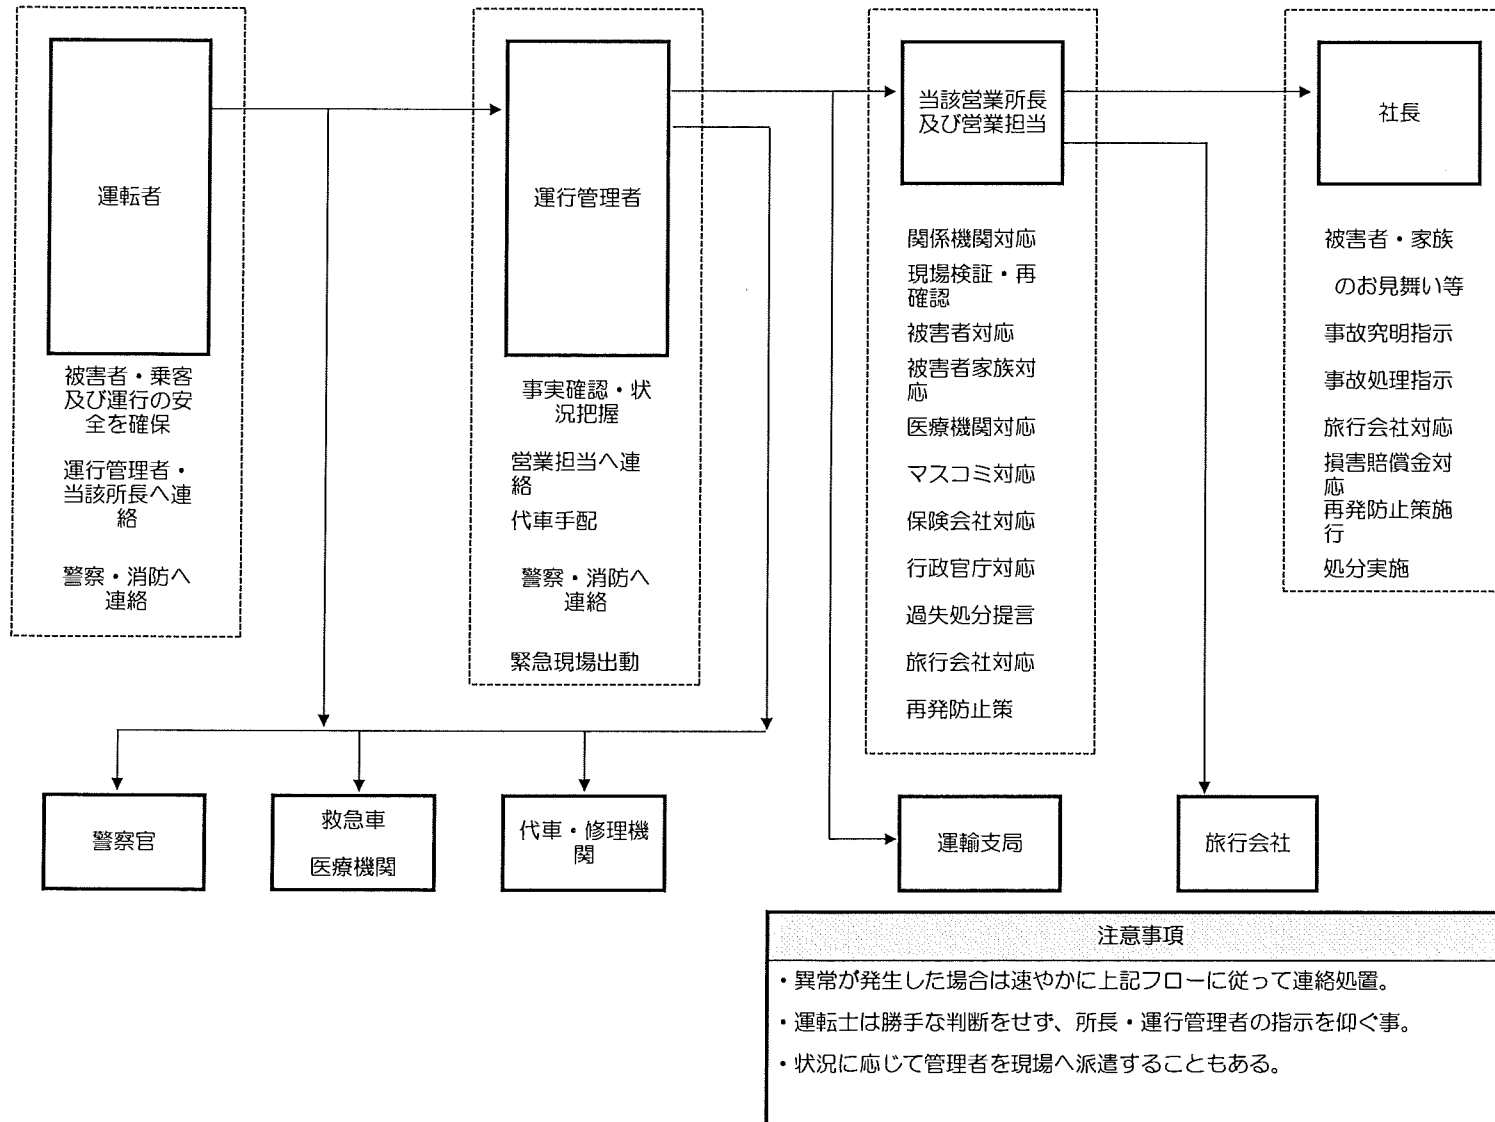 運転者
被害者・乗客
及び運行の安
全を確保
運行管理者・
当該所長へ連
絡
警察・消防へ
連絡
運行管理者
事実確認・状
況把握
営業担当へ連
絡
代車手配
警察・消防へ
連絡
緊急現場出動
当該営業所長
及び営業担当
関係機関対応
現場検証・再
確認
被害者対応
被害者家族対
応
医療機関対応
マスコミ対応
保険会社対応
行政官庁対応
過失処分提言
旅行会社対応
再発防止策
社長
被害者・家族
のお見舞い等
事故究明指示
事故処理指示
旅行会社対応
損害賠償金対
応
再発防止策施
行
処分実施
警察官
救急車
医療機関
代車・修理機
関
運輸支局
旅行会社
注意事項
・異常が発生した場合は速やかに上記フローに従って連絡処置。
・運転士は勝手な判断をせず、所長・運行管理者の指示を仰ぐ事。
・状況に応じて管理者を現場へ派遣することもある。